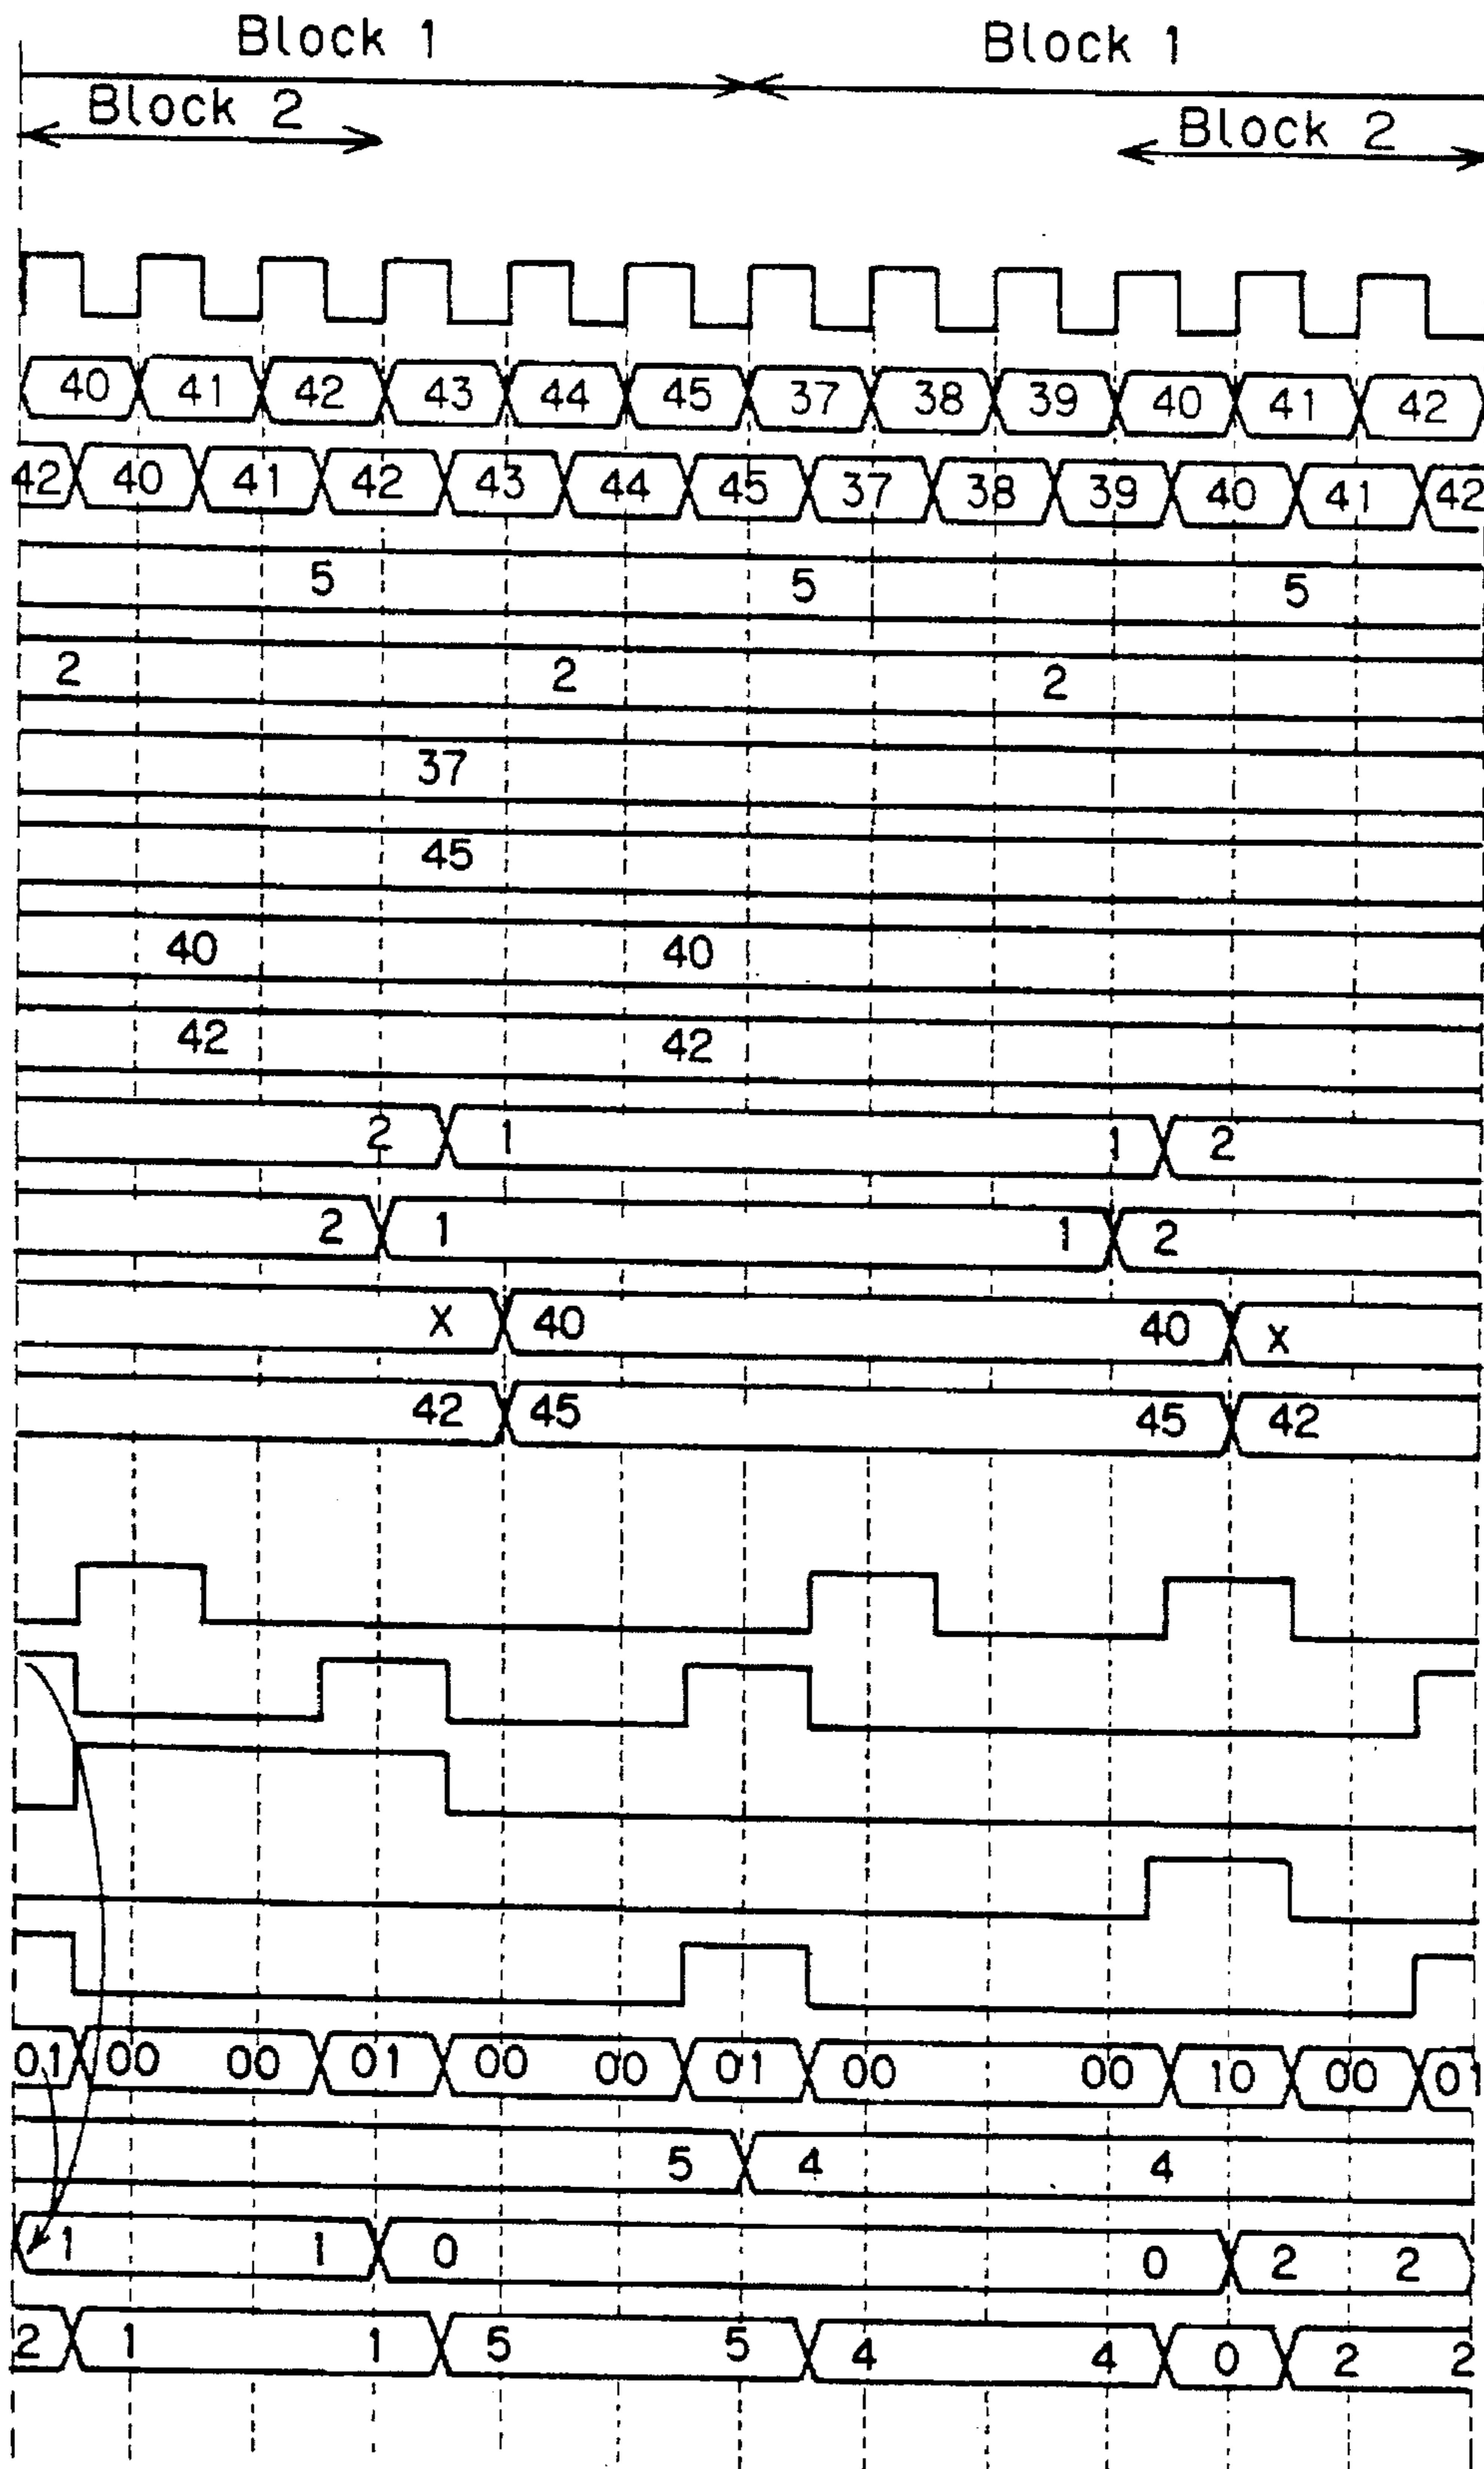 Block 1 Block 1
Block 2 Block 2
40 41 42 43 44 45 37 38 39 40 41 42
42 40 41 42 43 44 45 37 38 39 40 41 42
5 5 5
2 2 2
37
45
40 40
42 42
2 1 1 2
2 1 1 2
X 40 40 X
42 45 45 42
01 00 00 01 00 00 01 00 00 10 00 01
5 4 4
1 1 0 0 2 2
2 1 1 5 5 4 4 0 2 2